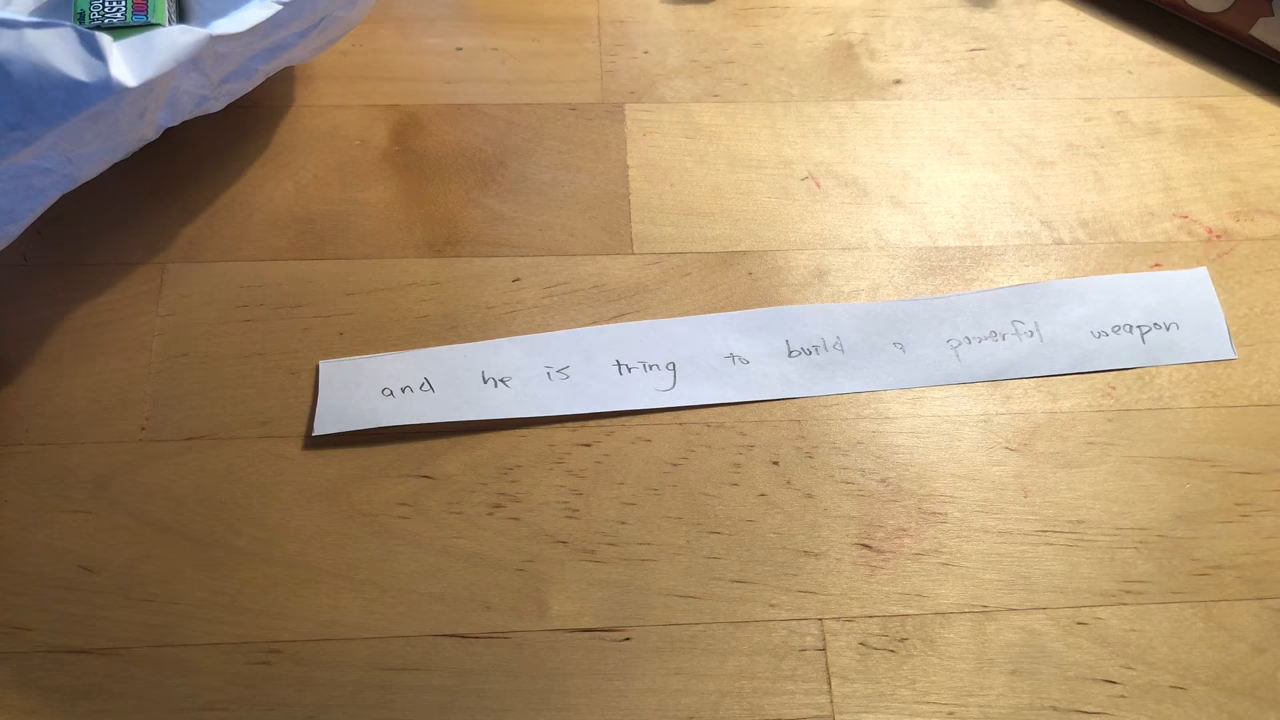 and he is tring to build a powerful weapon